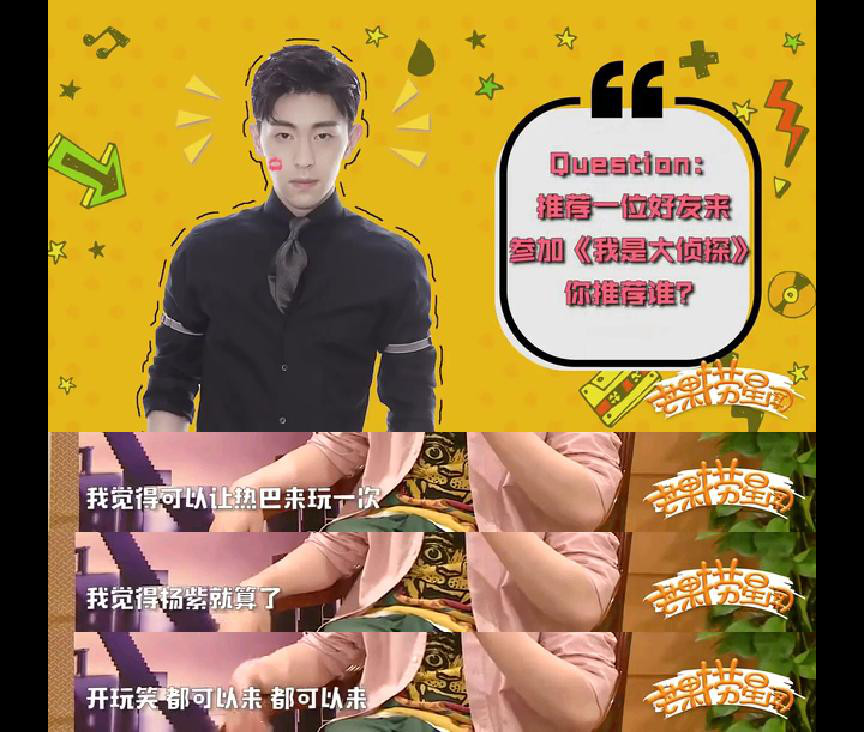 Question:
推荐一位好友来
参加《我是大侦探》
你推荐谁?
芒果捞星闻
我觉得可以让热巴来玩一次
芒果捞星闻
我觉得杨紫就算了
芒果捞星闻
开玩笑 都可以来 都可以来
芒果捞星闻